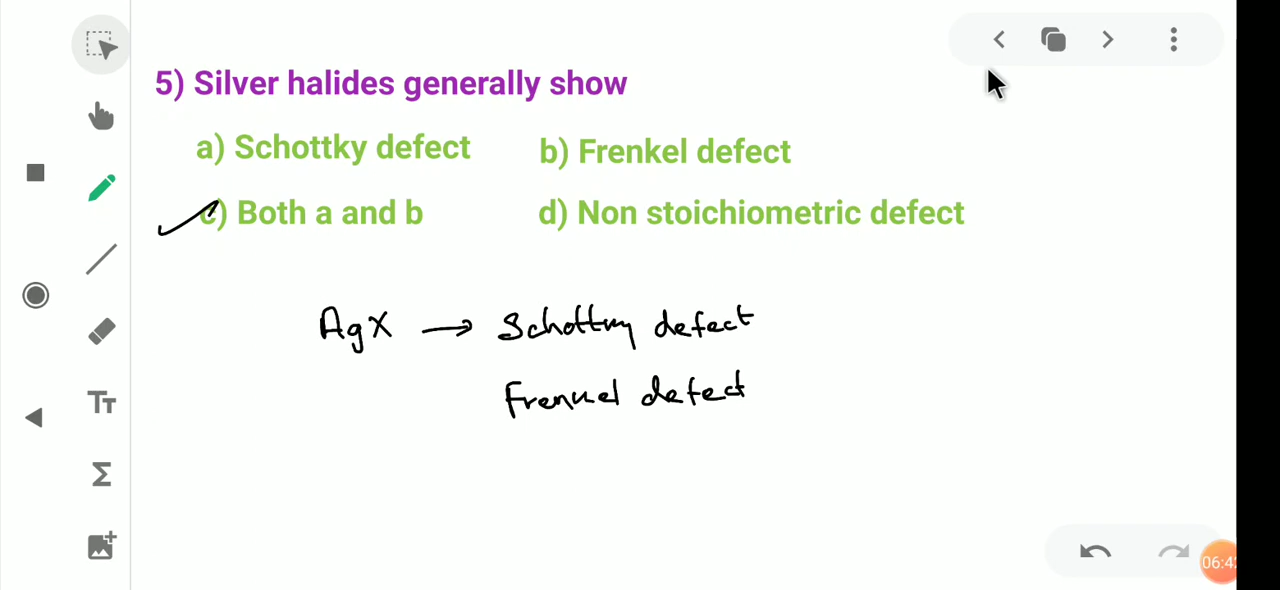 5) Silver halides generally show
a) Schottky defect b) Frenkel defect
c) Both a and b d) Non stoichiometric defect
AgX → Schottky defect
Frenkel defect
Tт
Σ